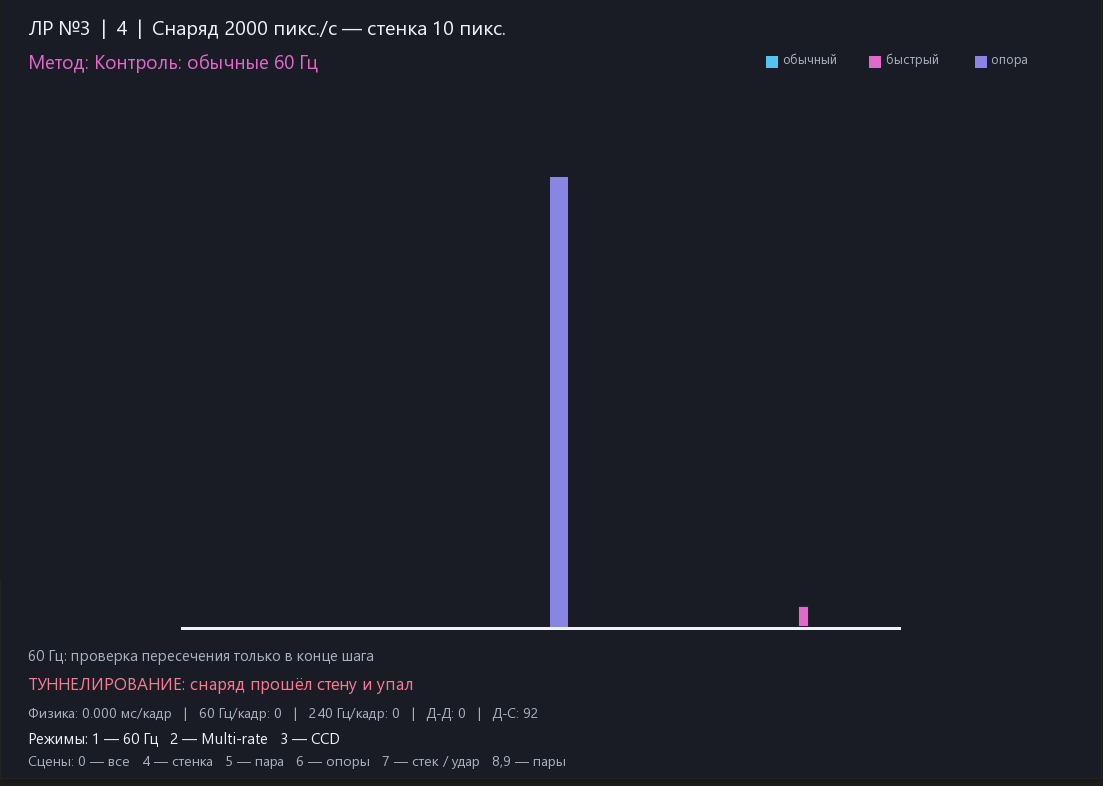 ЛР №3 | 4 | Снаряд 2000 пикс./с — стенка 10 пикс.
Метод: Контроль: обычные 60 Гц
обычный быстрый опора
60 Гц: проверка пересечения только в конце шага
ТУННЕЛИРОВАНИЕ: снаряд прошёл стену и упал
Физика: 0.000 мс/кадр | 60 Гц/кадр: 0 | 240 Гц/кадр: 0 | Д-Д: 0 | Д-С: 92
Режимы: 1 — 60 Гц 2 — Multi-rate 3 — CCD
Сцены: 0 — все 4 — стенка 5 — пара 6 — опоры 7 — стек / удар 8,9 — пары